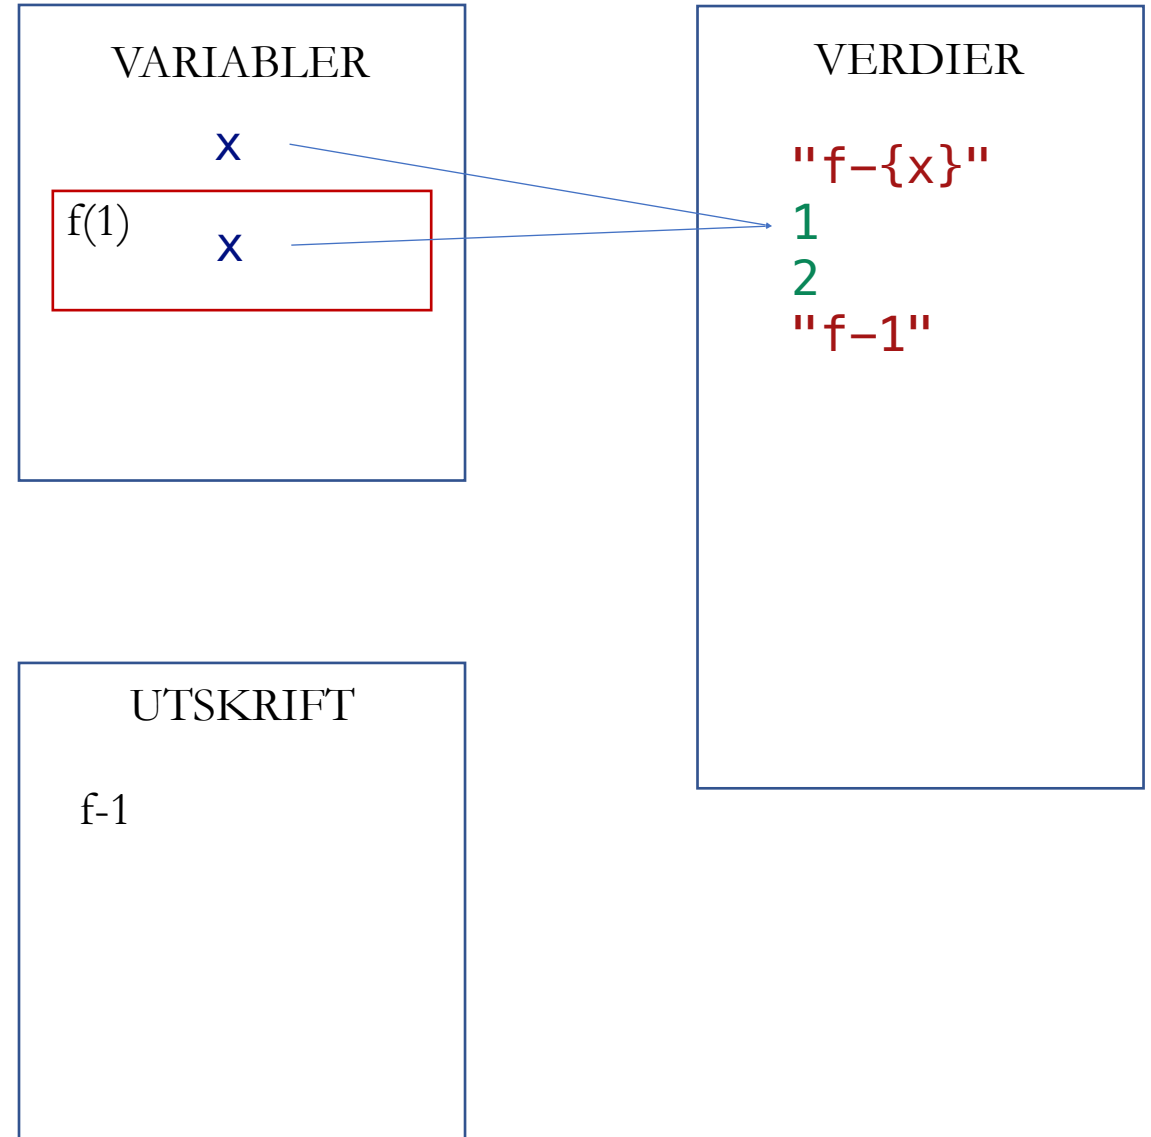 VARIABLER
x
f(1)
x
VERDIER
"f–{x}"
1
2
"f–1"
UTSKRIFT
f-1